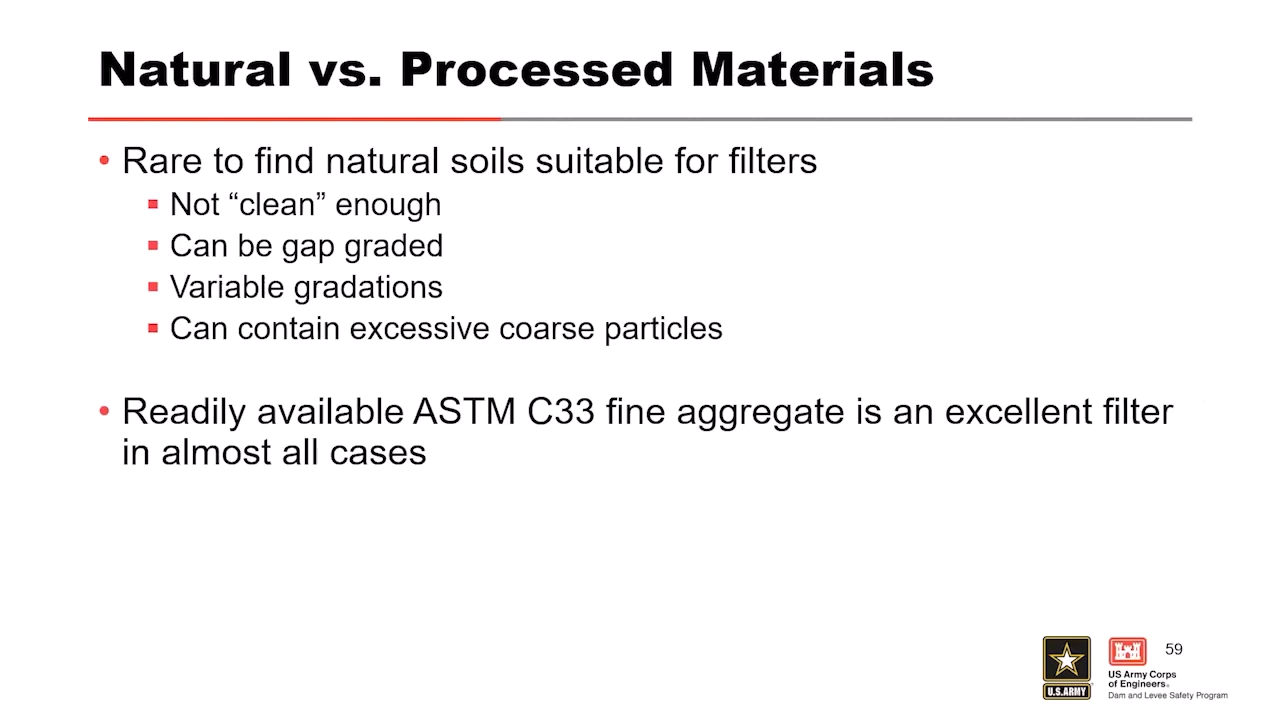 Natural vs. Processed Materials
• Rare to find natural soils suitable for filters
▪ Not “clean” enough
▪ Can be gap graded
▪ Variable gradations
▪ Can contain excessive coarse particles
• Readily available ASTM C33 fine aggregate is an excellent filter
in almost all cases
59
U.S.ARMY
US Army Corps
of Engineers®
Dam and Levee Safety Program